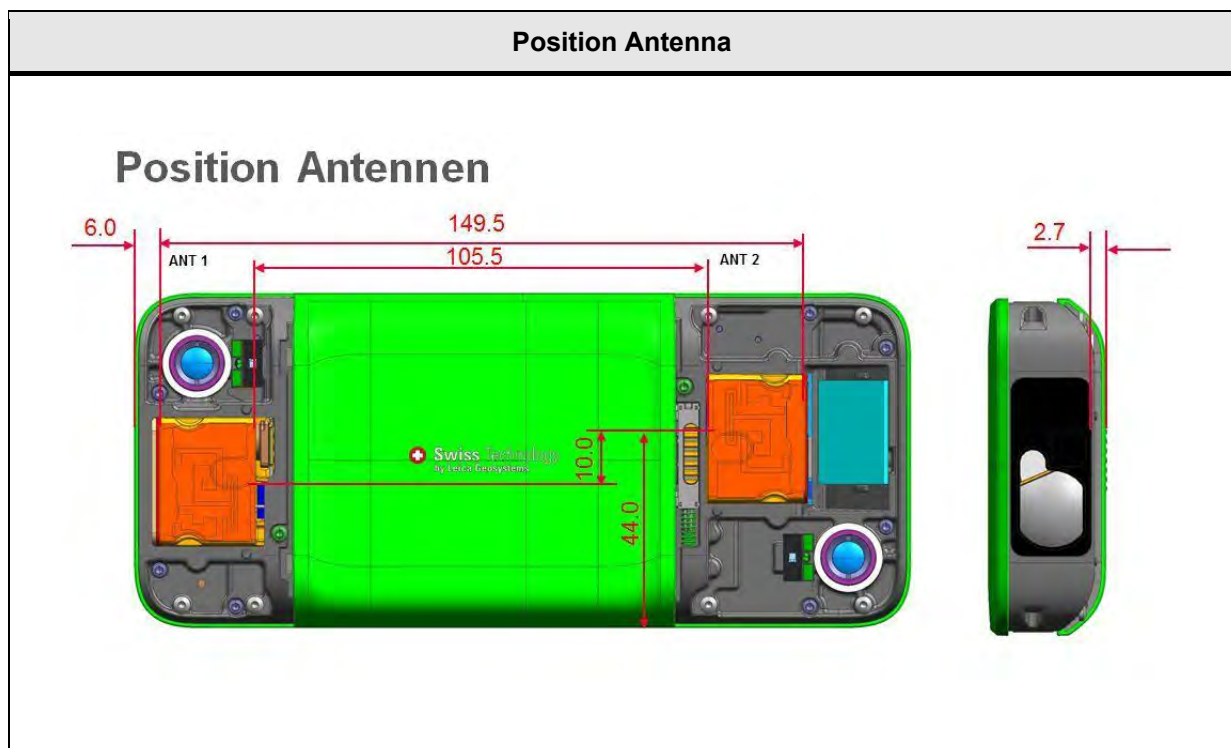 Position Antenna
Position Antennen
6.0
149.5
2.7
ANT 1
105.5
ANT 2
10.0
44.0
Swiss Technology
by Leica Geosystems